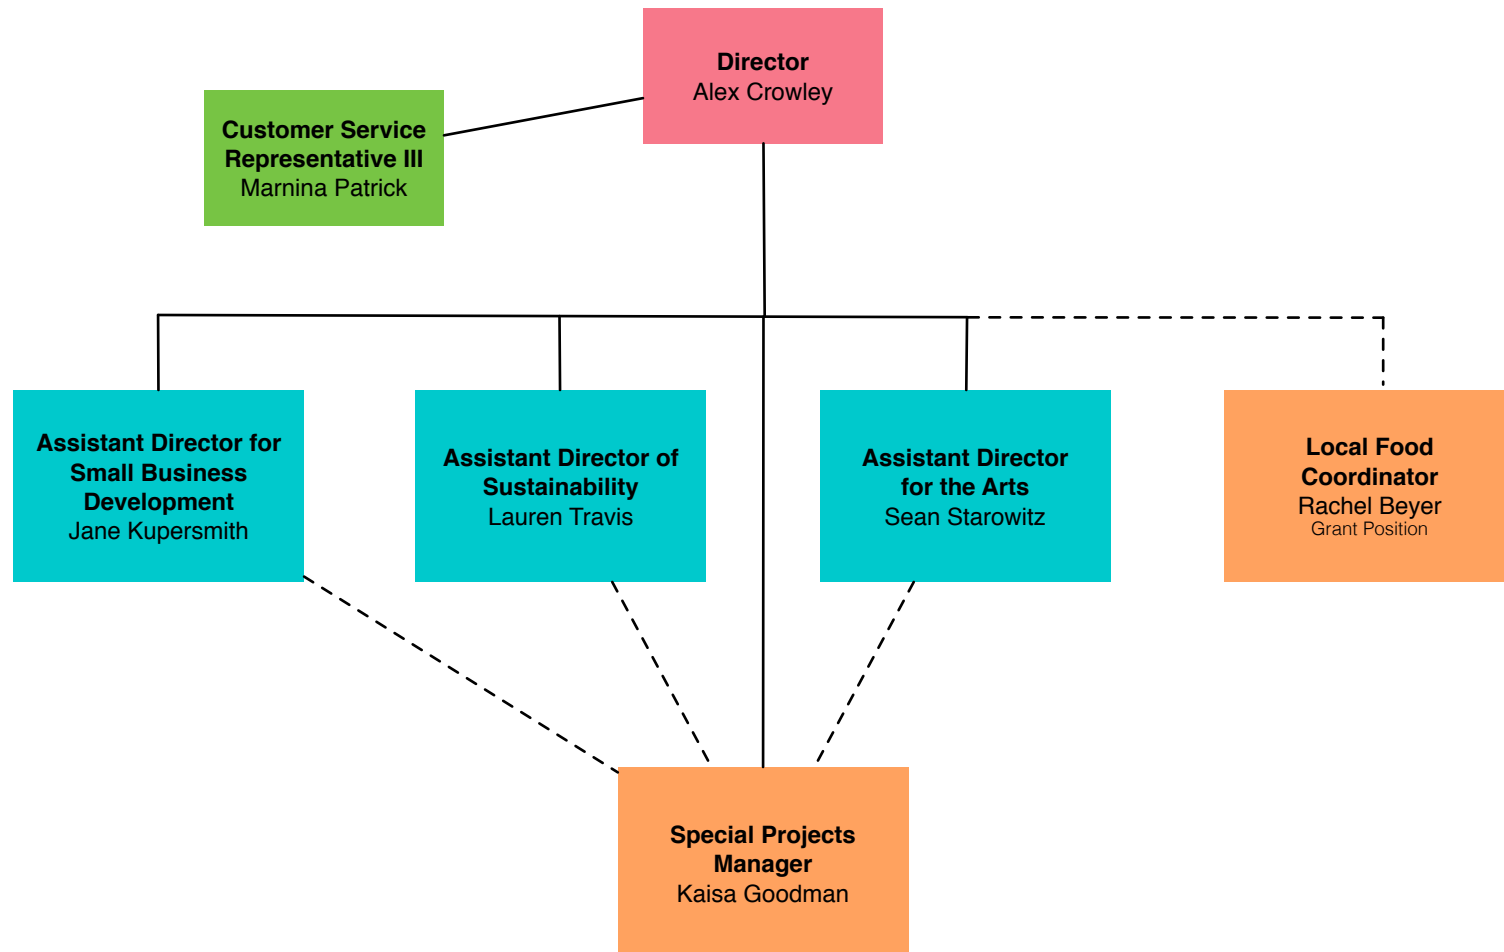 Director
Alex Crowley
Customer Service
Representative III
Marnina Patrick
Assistant Director for
Small Business
Development
Jane Kupersmith
Assistant Director of
Sustainability
Lauren Travis
Assistant Director
for the Arts
Sean Starowitz
Local Food
Coordinator
Rachel Beyer
Grant Position
Special Projects
Manager
Kaisa Goodman